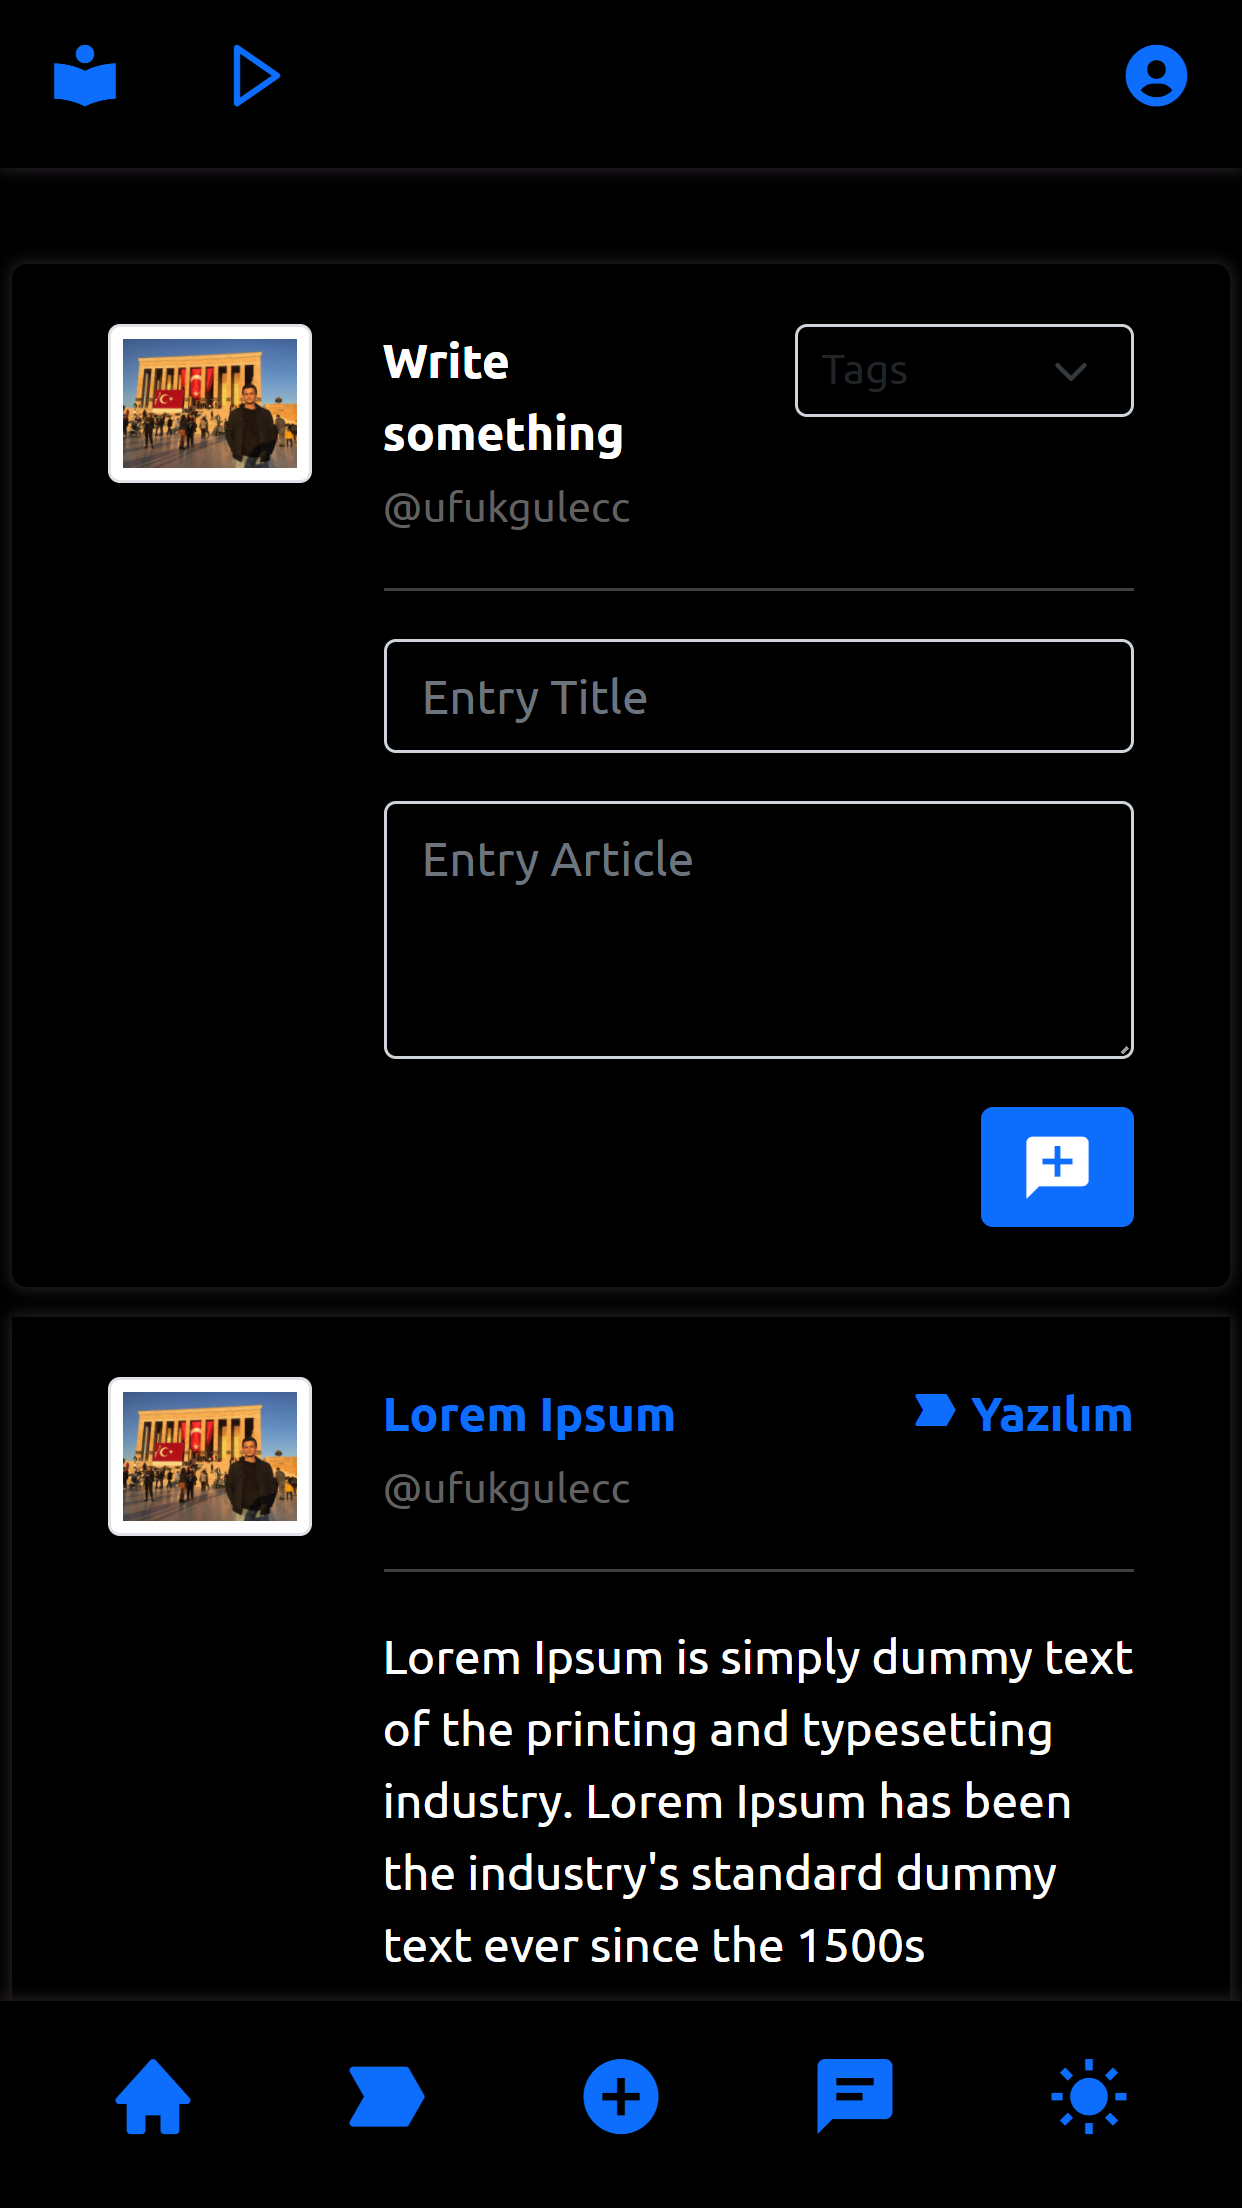 Write
something
Tags
@ufukgulecc
Entry Title
Entry Article
Lorem Ipsum
Yazılım
@ufukgulecc
Lorem Ipsum is simply dummy text
of the printing and typesetting
industry. Lorem Ipsum has been
the industry's standard dummy
text ever since the 1500s